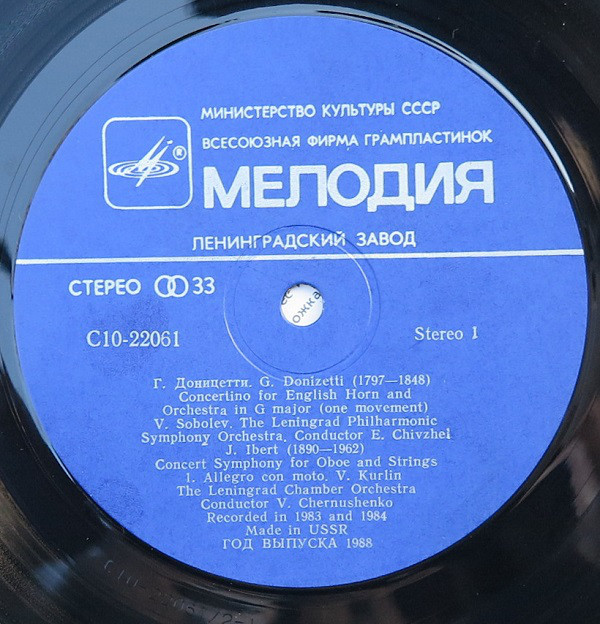 МИНИСТЕРСТВО КУЛЬТУРЫ СССР
ВСЕСОЮЗНАЯ ФИРМА ГРАМПЛАСТИНОК
®
МЕЛОДИЯ
ЛЕНИНГРАДСКИЙ ЗАВОД
СТЕРЕО 33
С10-22061
Stereo 1
Г. Доницетти. G. Donizetti (1797—1848)
Concertino for English Horn and
Orchestra in G major (one movement)
V. Sobolev, The Leningrad Philharmonic
Symphony Orchestra, Conductor E. Chivzhel
J. Ibert (1890—1962)
Concert Symphony for Oboe and Strings
1. Allegro con moto. V. Kurlin
The Leningrad Chamber Orchestra
Conductor V. Chernushenko
Recorded in 1983 and 1984
Made in USSR
ГОД ВЫПУСКА 1988